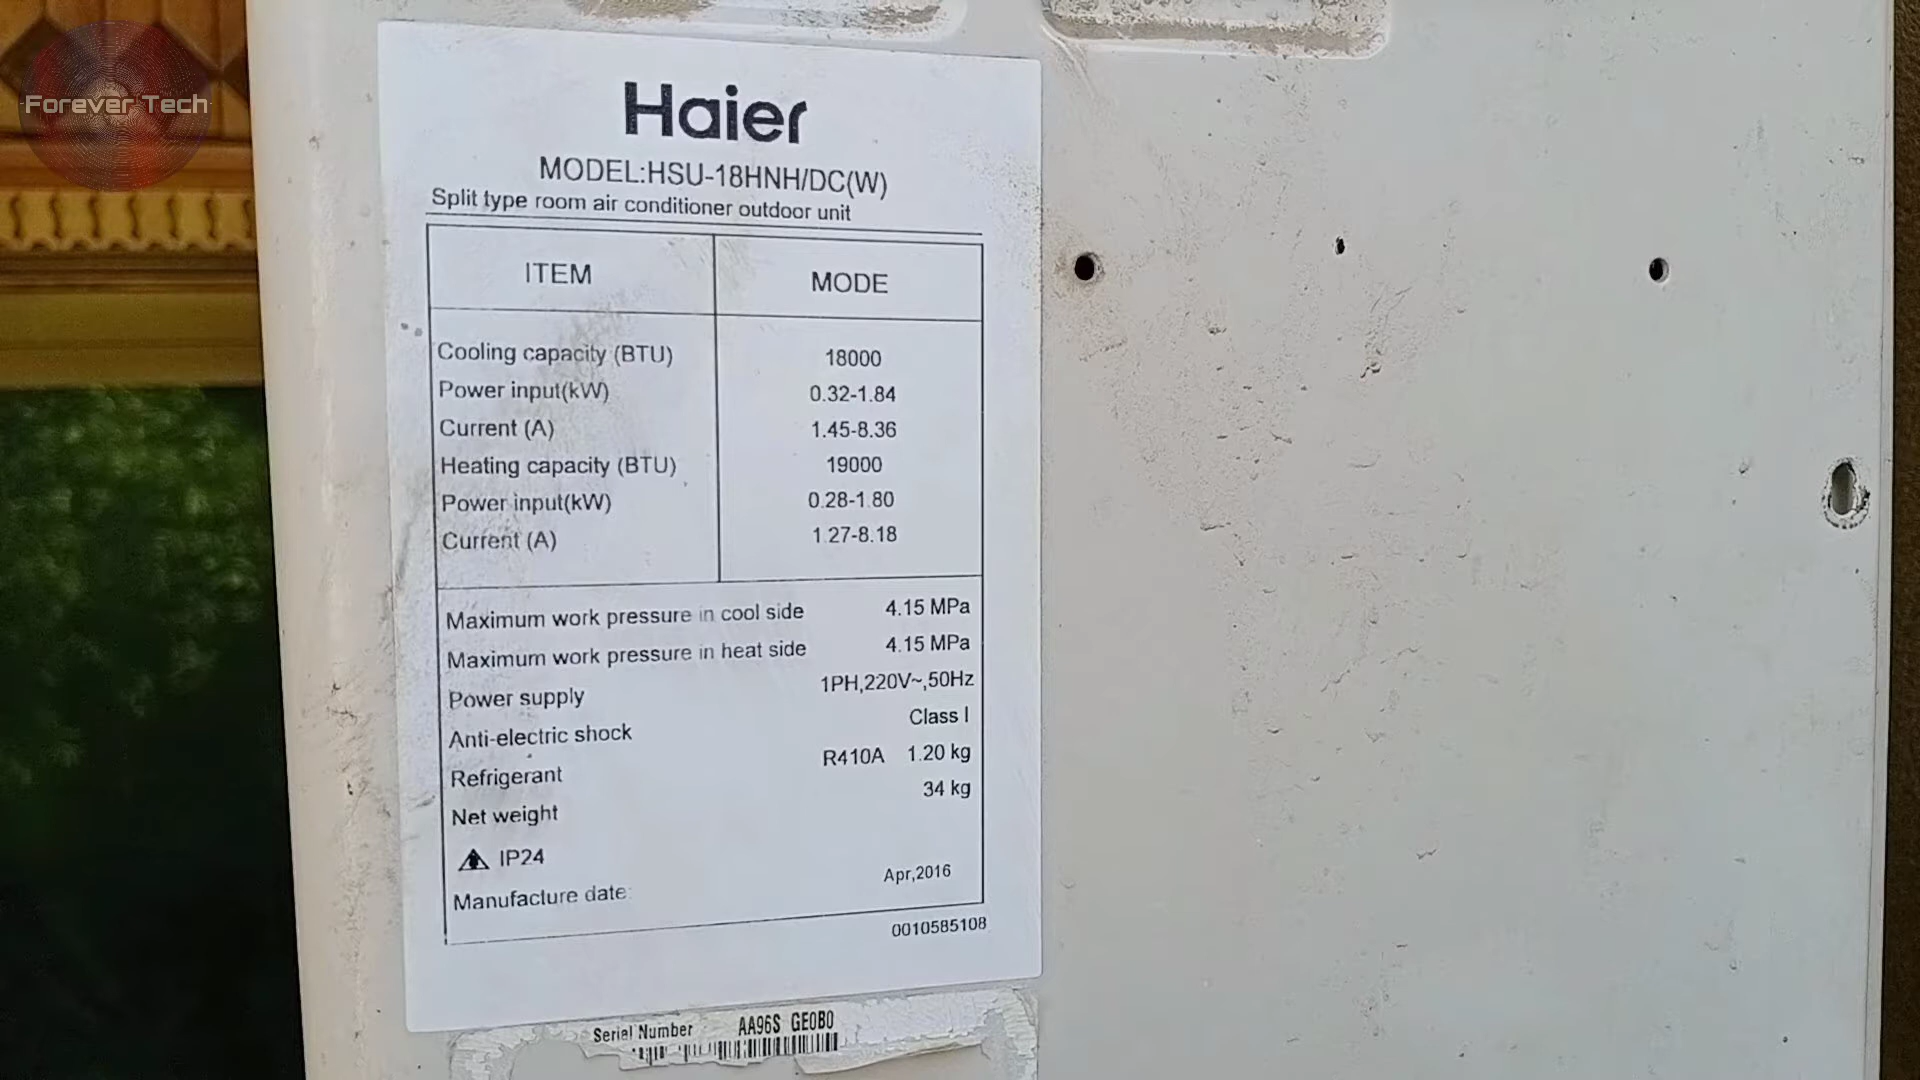 Forever Tech
Haier
MODEL:HSU-18HNH/DC(W)
Split type room air conditioner outdoor unit
ITEM MODE
Cooling capacity (BTU) 18000
Power input(kW) 0.32-1.84
Current (A) 1.45-8.36
Heating capacity (BTU) 19000
Power input(kW) 0.28-1.80
Current (A) 1.27-8.18
Maximum work pressure in cool side 4.15 MPa
Maximum work pressure in heat side 4.15 MPa
Power supply 1PH,220V~,50Hz
Anti-electric shock Class I
Refrigerant R410A 1.20 kg
Net weight 34 kg
IP24
Manufacture date: Apr,2016
0010585108
Serial Number AA96S GE0B0